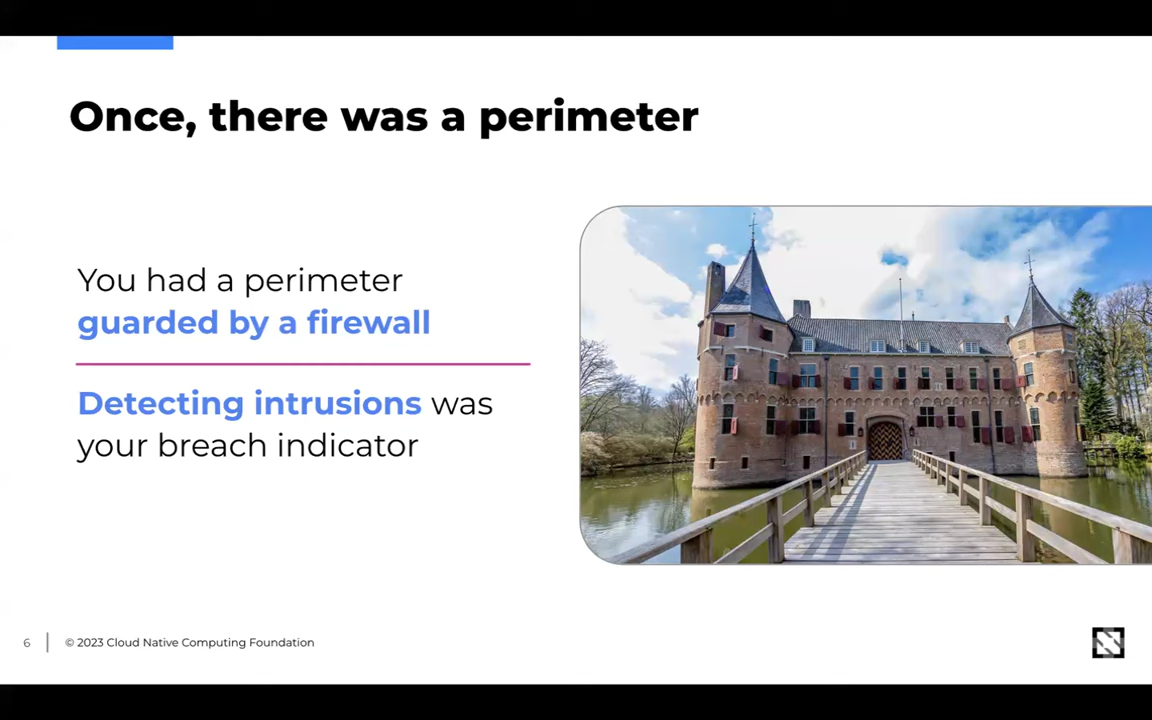 Once, there was a perimeter
You had a perimeter
guarded by a firewall
Detecting intrusions was
your breach indicator
6
© 2023 Cloud Native Computing Foundation